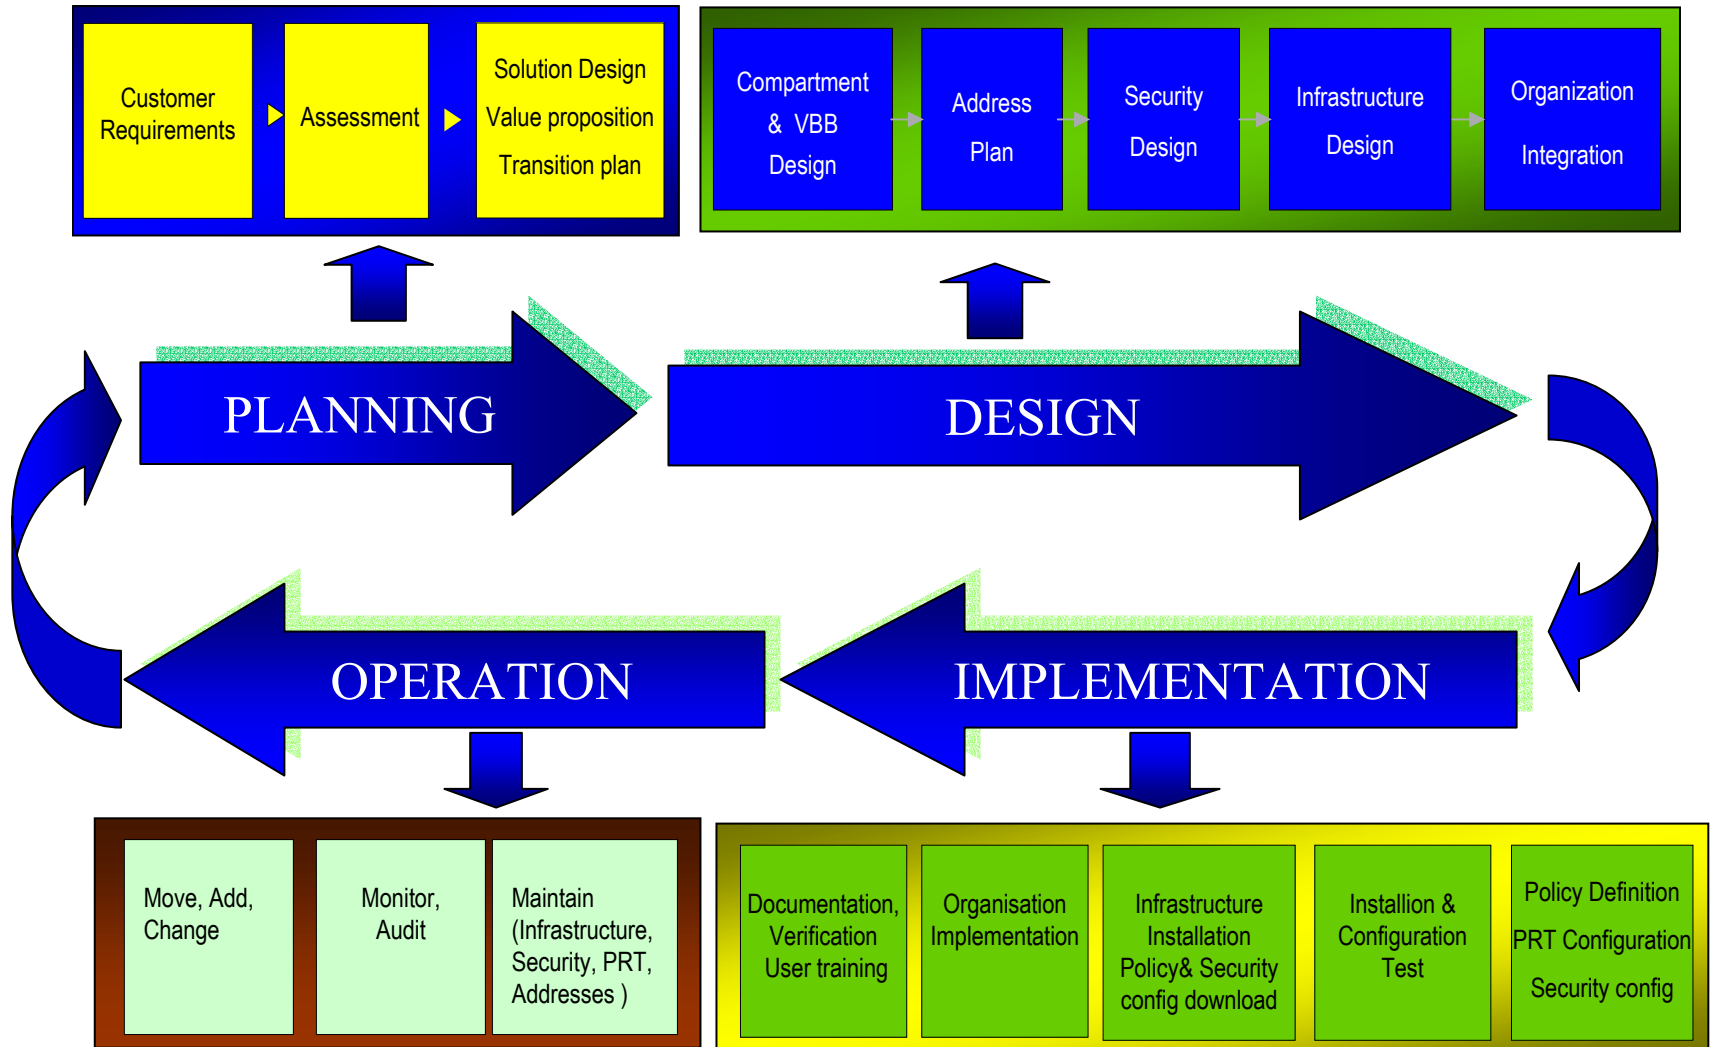 Customer
Requirements
Assessment
Solution Design
Value proposition
Transition plan
Compartment
& VBB
Design
Address
Plan
Security
Design
Infrastructure
Design
Organization
Integration
PLANNING
DESIGN
OPERATION
IMPLEMENTATION
Move, Add,
Change
Monitor,
Audit
Maintain
(Infrastructure,
Security, PRT,
Addresses )
Documentation,
Verification
User training
Organisation
Implementation
Infrastructure
Installation
Policy& Security
config download
Installion &
Configuration
Test
Policy Definition
PRT Configuration
Security config